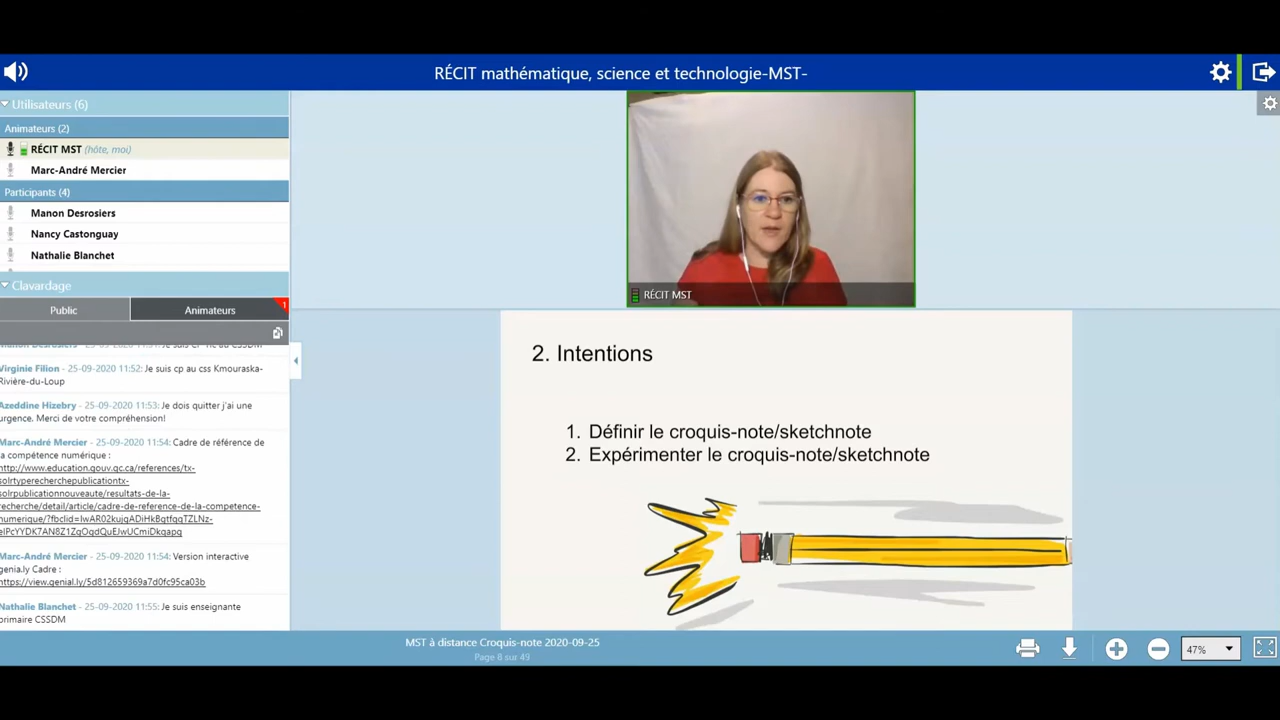 RÉCIT mathématique, science et technologie-MST-
Utilisateurs (6)
Animateurs (2)
RÉCIT MST (hôte, moi)
Marc-André Mercier
Participants (4)
Manon Desrosiers
Nancy Castonguay
Nathalie Blanchet
Clavardage
Public
Animateurs
1
Virginie Filion - 25-09-2020 11:52: Je suis cp au css Kmouraska-
Rivière-du-Loup
Azeddine Hizebry - 25-09-2020 11:53: Je dois quitter j'ai une
urgence. Merci de votre compréhension!
Marc-André Mercier - 25-09-2020 11:54: Cadre de référence de
la compétence numérique :
http://www.education.gouv.qc.ca/references/tx-
solrtyperecherchepublicationtx-
solrpublicationnouveaute/resultats-de-la-
recherche/detail/article/cadre-de-reference-de-la-competence-
Marc-André Mercier - 25-09-2020 11:54: Version interactive
genia.ly Cadre :
https://view.genial.ly/5d812659369a7d0fc95ca03b
Nathalie Blanchet - 25-09-2020 11:55: Je suis enseignante
primaire CSSDM
RÉCIT MST
2. Intentions
1. Définir le croquis-note/sketchnote
2. Expérimenter le croquis-note/sketchnote
MST à distance Croquis-note 2020-09-25
Page 8 sur 49
47%